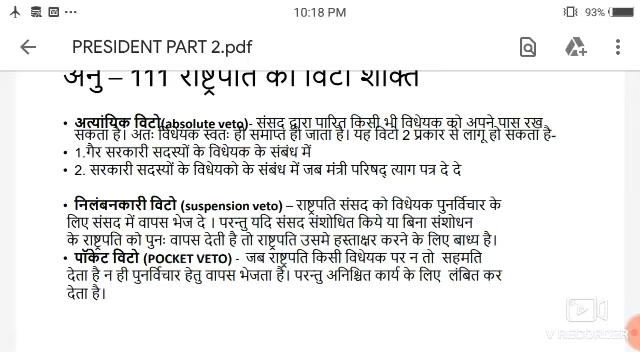 10:18 PM
93%
PRESIDENT PART 2.pdf
अनु – 111 राष्ट्रपति की विटो शक्ति
• अत्यांयिक विटो(absolute veto)- संसद द्वारा पारित किसी भी विधेयक को अपने पास रख
सकता है। अतः विधेयक स्वतः ही समाप्त हो जाता है। यह विटो 2 प्रकार से लागू हो सकता है-
• 1.गैर सरकारी सदस्यों के विधेयक के संबंध में
• 2. सरकारी सदस्यों के विधेयको के संबंध में जब मंत्री परिषद् त्याग पत्र दे दे
• निलंबनकारी विटो (suspension veto) – राष्ट्रपति संसद को विधेयक पुनर्विचार के
लिए संसद में वापस भेज दे । परन्तु यदि संसद संशोधित किये या बिना संशोधन
के राष्ट्रपति को पुनः वापस देती है तो राष्ट्रपति उसमे हस्ताक्षर करने के लिए बाध्य है।
• पॉकेट विटो (POCKET VETO) - जब राष्ट्रपति किसी विधेयक पर न तो सहमति
देता है न ही पुनर्विचार हेतु वापस भेजता है। परन्तु अनिश्चित कार्य के लिए लंबित कर
देता है।
V RECORDER